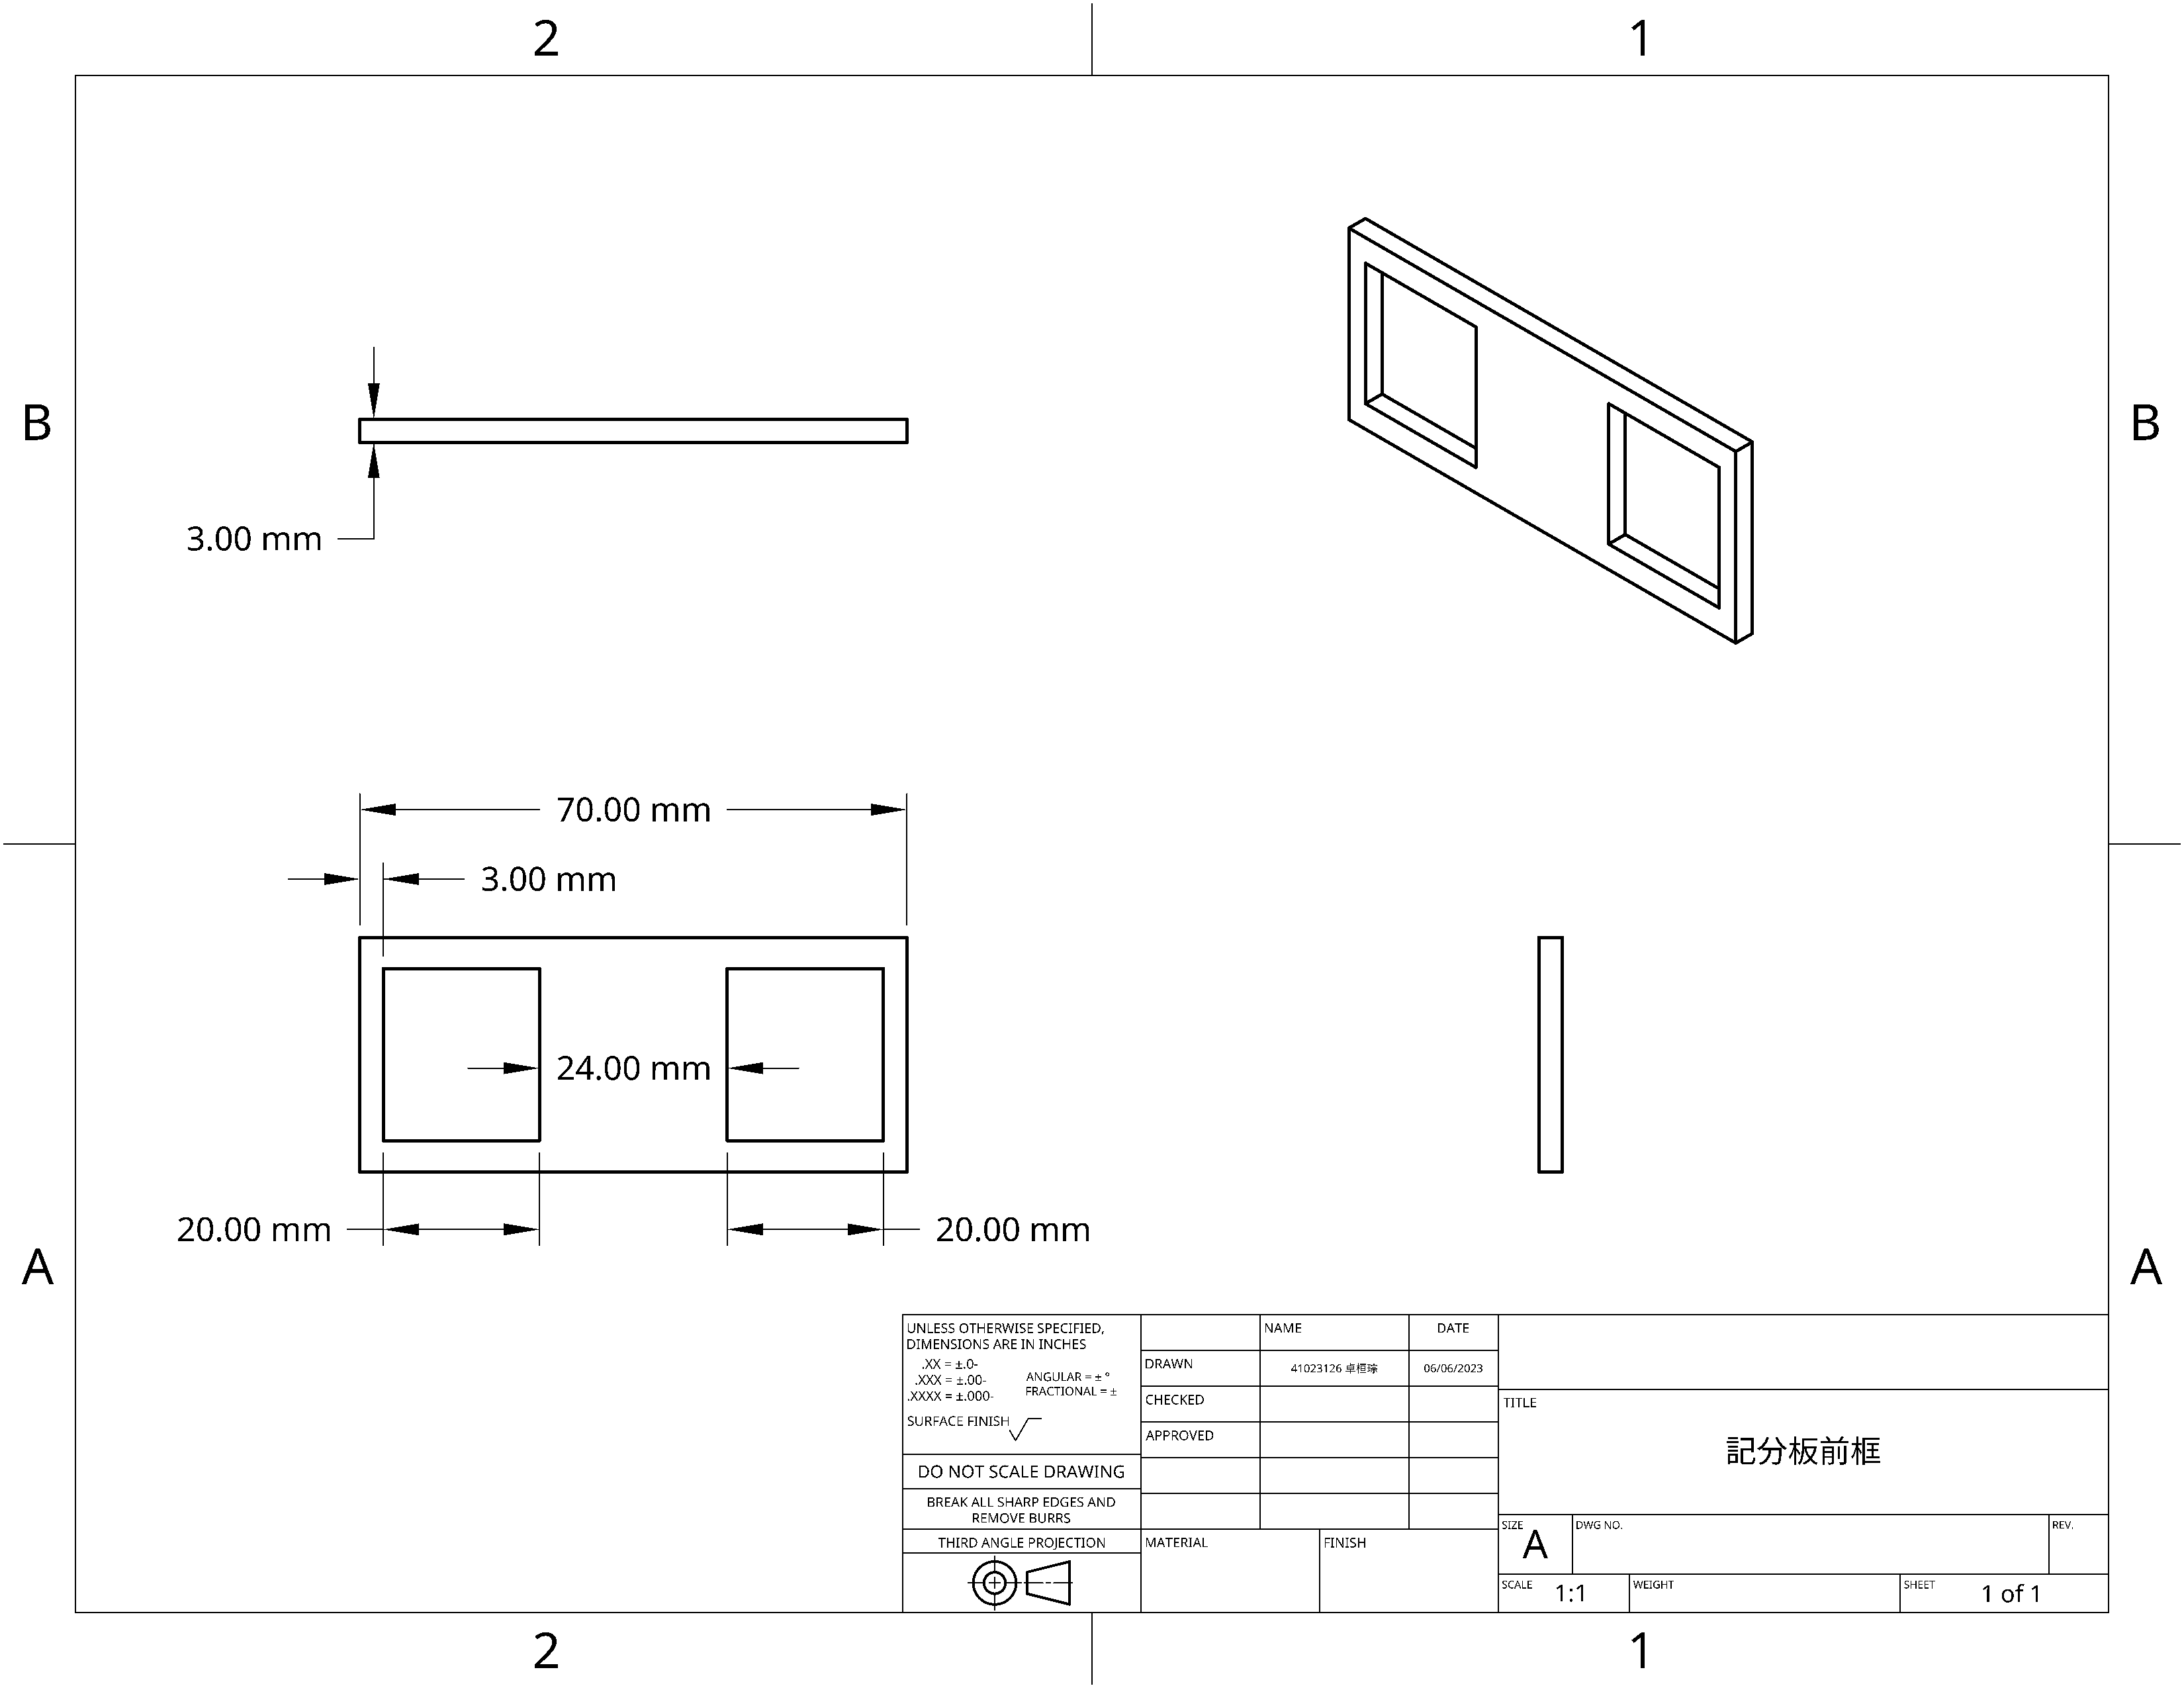 2 1
B B
3.00 mm
70.00 mm
3.00 mm
24.00 mm
20.00 mm 20.00 mm
A A
UNLESS OTHERWISE SPECIFIED,
DIMENSIONS ARE IN INCHES
.XX = ±.0-
.XXX = ±.00-
.XXXX = ±.000-
ANGULAR = ± °
FRACTIONAL = ±
SURFACE FINISH
DO NOT SCALE DRAWING
BREAK ALL SHARP EDGES AND
REMOVE BURRS
THIRD ANGLE PROJECTION
NAME DATE
DRAWN 41023126 06/06/2023
CHECKED
APPROVED
MATERIAL FINISH
TITLE
記分板前框
SIZE A DWG NO. REV.
SCALE 1:1 WEIGHT SHEET 1 of 1
2 1